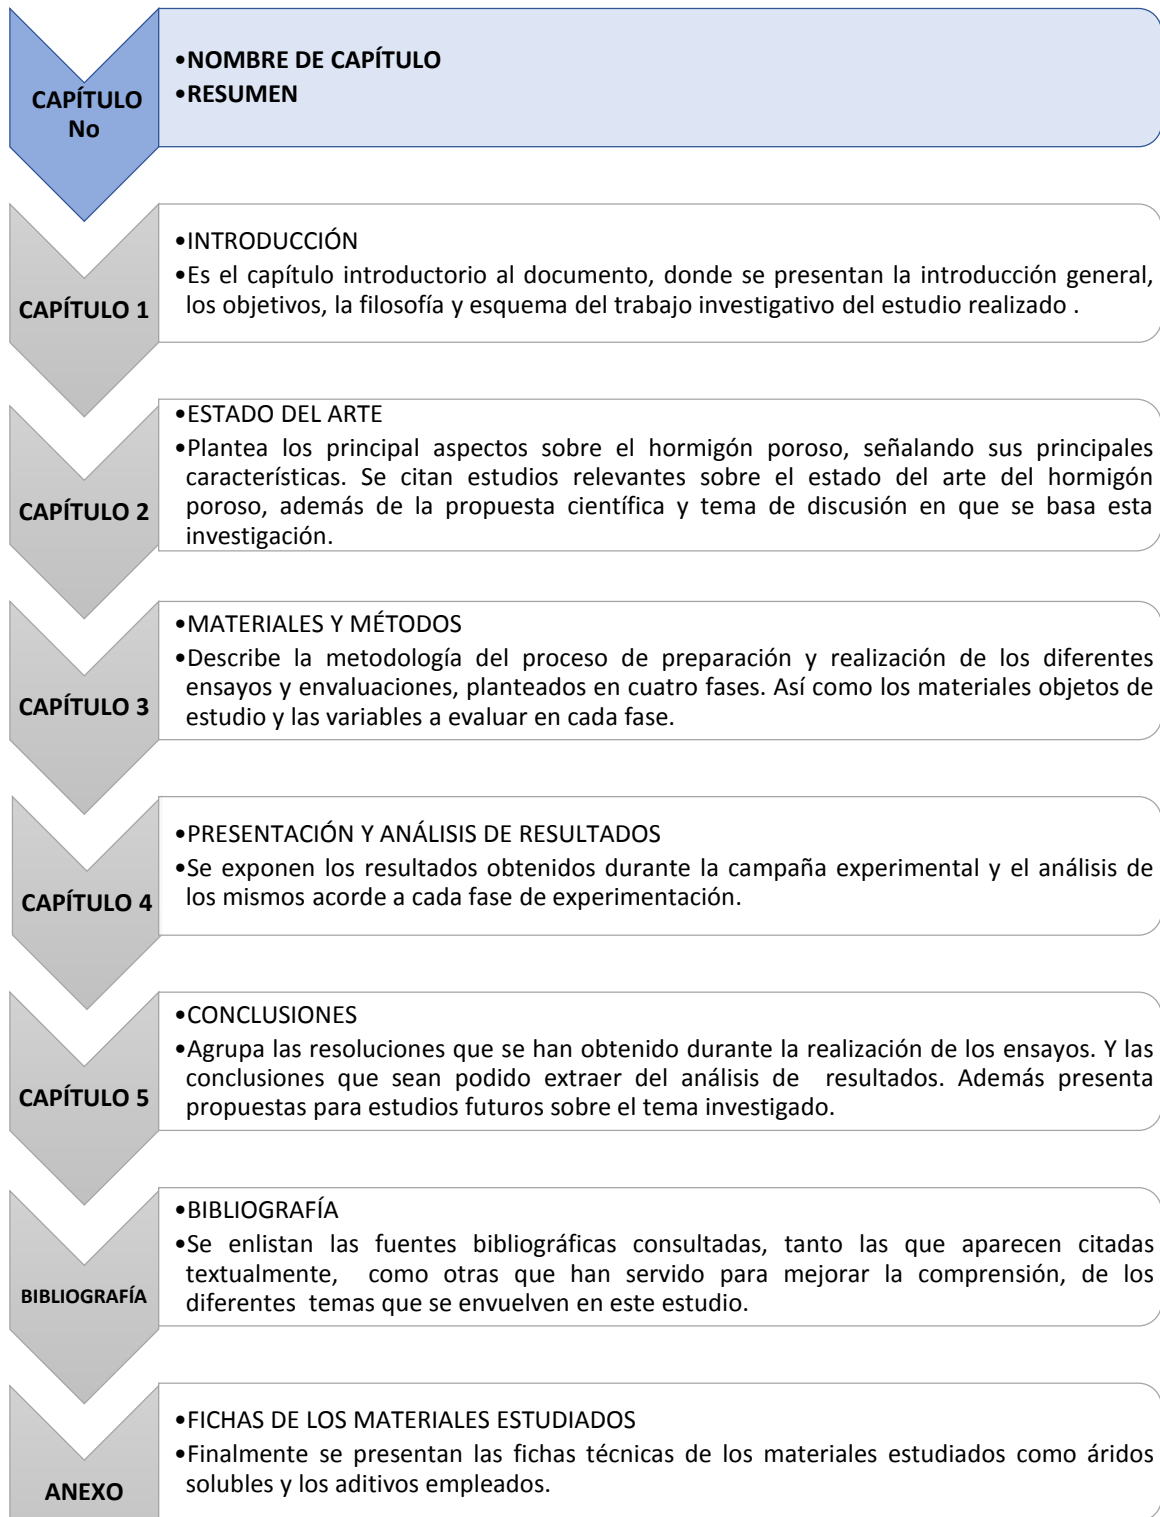 CAPÍTULO
No
•NOMBRE DE CAPÍTULO
•RESUMEN
CAPÍTULO 1
•INTRODUCCIÓN
•Es el capítulo introductorio al documento, donde se presentan la introducción general,
los objetivos, la filosofía y esquema del trabajo investigativo del estudio realizado .
CAPÍTULO 2
•ESTADO DEL ARTE
•Plantea los principal aspectos sobre el hormigón poroso, señalando sus principales
características. Se citan estudios relevantes sobre el estado del arte del hormigón
poroso, además de la propuesta científica y tema de discusión en que se basa esta
investigación.
CAPÍTULO 3
•MATERIALES Y MÉTODOS
•Describe la metodología del proceso de preparación y realización de los diferentes
ensayos y envaluaciones, planteados en cuatro fases. Así como los materiales objetos de
estudio y las variables a evaluar en cada fase.
CAPÍTULO 4
•PRESENTACIÓN Y ANÁLISIS DE RESULTADOS
•Se exponen los resultados obtenidos durante la campaña experimental y el análisis de
los mismos acorde a cada fase de experimentación.
CAPÍTULO 5
•CONCLUSIONES
•Agrupa las resoluciones que se han obtenido durante la realización de los ensayos. Y las
conclusiones que sean podido extraer del análisis de  resultados. Además presenta
propuestas para estudios futuros sobre el tema investigado.
BIBLIOGRAFÍA
•BIBLIOGRAFÍA
•Se enlistan las fuentes bibliográficas consultadas, tanto las que aparecen citadas
textualmente,  como otras que han servido para mejorar la comprensión, de los
diferentes  temas que se envuelven en este estudio.
ANEXO
•FICHAS DE LOS MATERIALES ESTUDIADOS
•Finalmente se presentan las fichas técnicas de los materiales estudiados como áridos
solubles y los aditivos empleados.